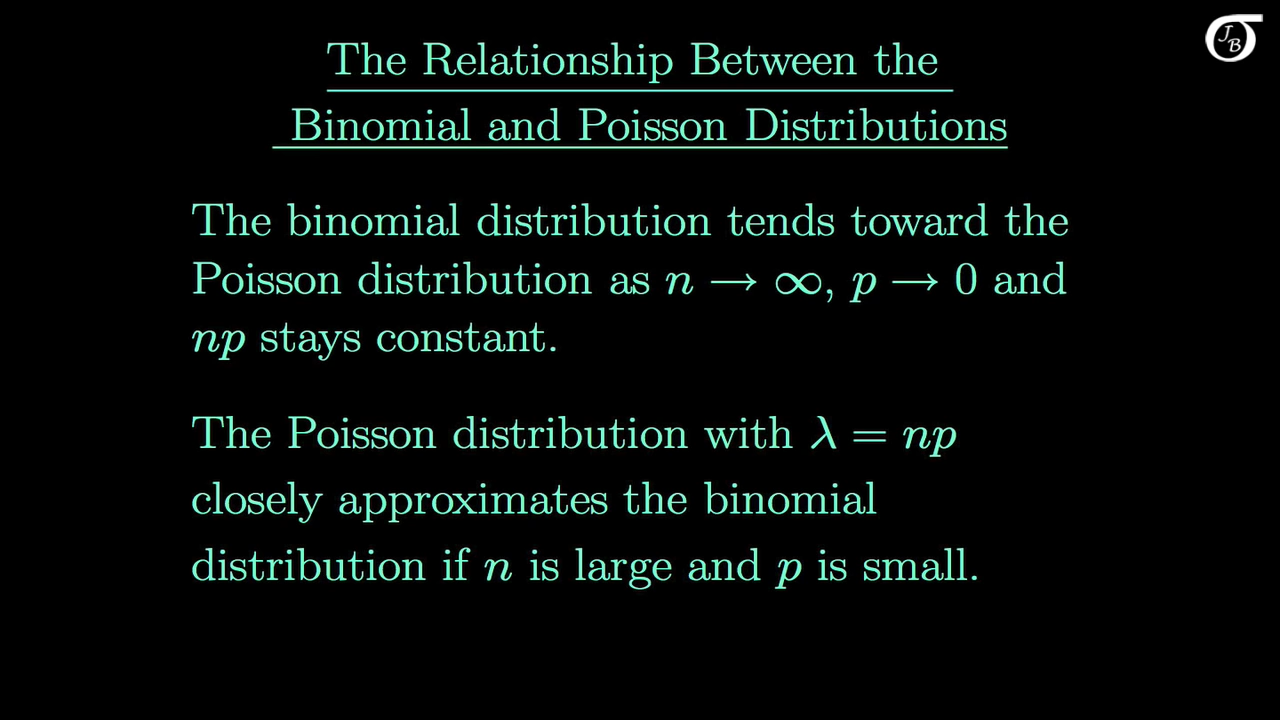 The Relationship Between the
Binomial and Poisson Distributions
The binomial distribution tends toward the
Poisson distribution as n → ∞, p → 0 and
np stays constant.
The Poisson distribution with λ = np
closely approximates the binomial
distribution if n is large and p is small.
JB